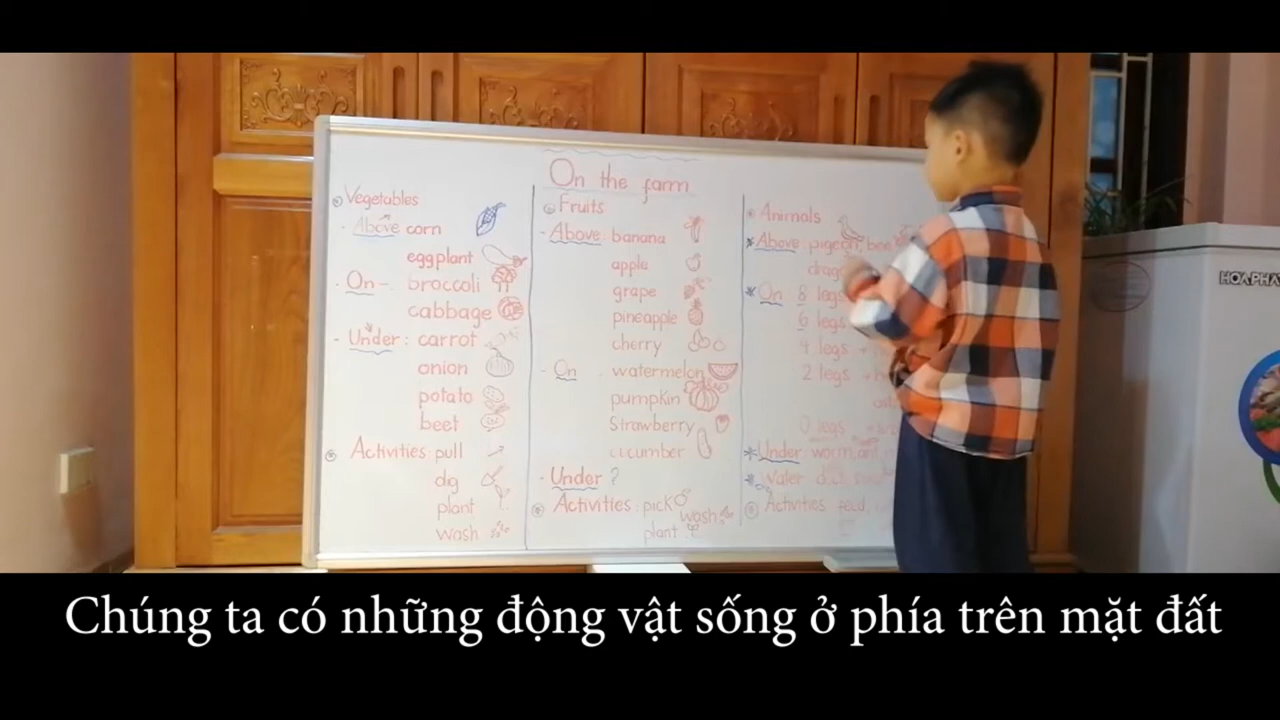 On the farm
Vegetables
Above corn
eggplant
On - broccoli
cabbage
Under : carrot
onion
potato
beet
Activities: pull
dig
plant
wash
Fruits
Above : banana
apple
grape
pineapple
cherry
On watermelon
pumpkin
Strawberry
cucumber
Under ?
Activities : pick
wash
plant
Animals
Above : pigeon, bee
On 8 legs
6 legs
4 legs
2 legs
0 legs
Under : worm, ant
Water
Activities feed,
HOAPHAT
Chúng ta có những động vật sống ở phía trên mặt đất